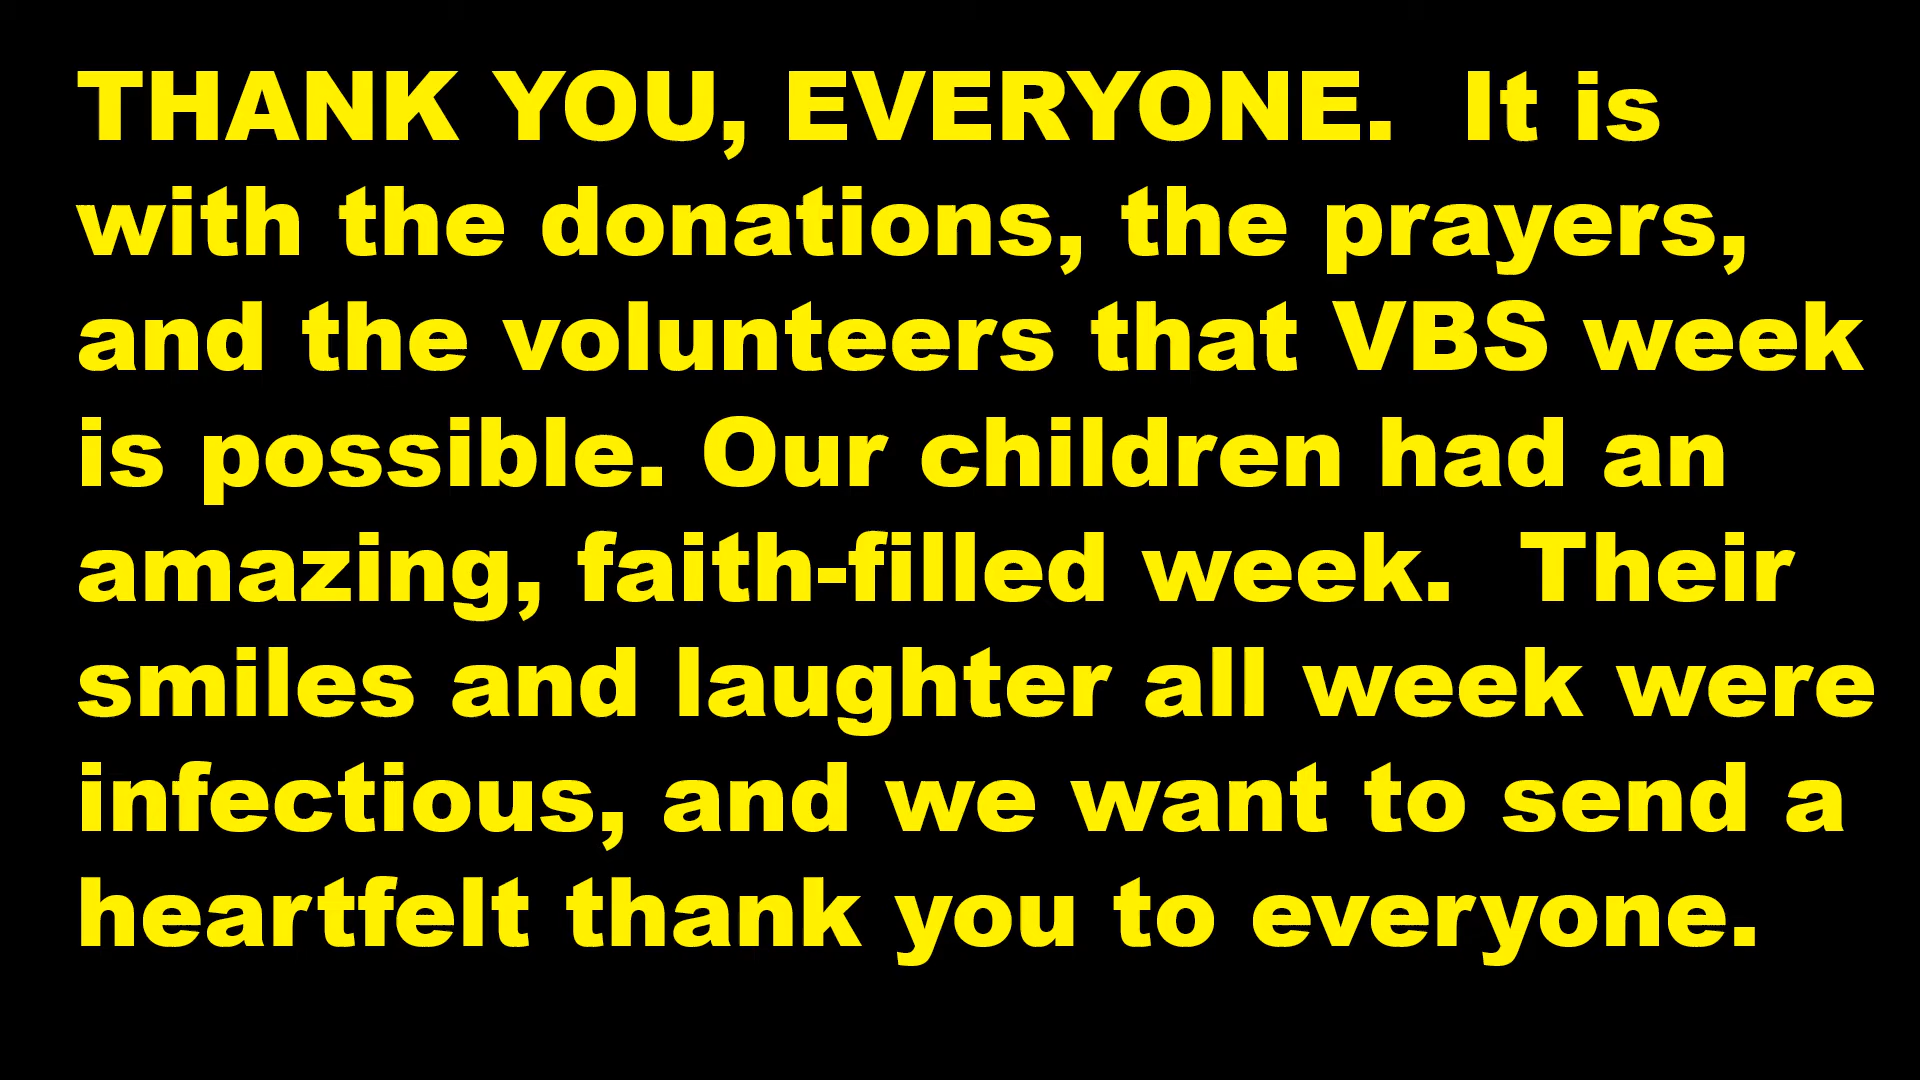 THANK YOU, EVERYONE.  It is
with the donations, the prayers,
and the volunteers that VBS week
is possible. Our children had an
amazing, faith-filled week.  Their
smiles and laughter all week were
infectious, and we want to send a
heartfelt thank you to everyone.